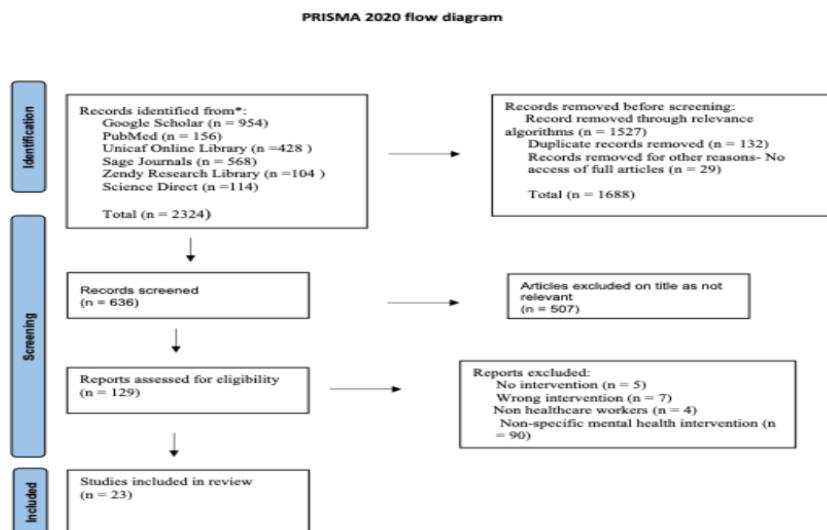 PRISMA 2020 flow diagram
Identification
Records identified from*:
Google Scholar (n = 954)
PubMed (n = 156)
Unicaf Online Library (n =428 )
Sage Journals (n = 568)
Zendy Research Library (n =104 )
Science Direct (n =114)
Total (n = 2324)
Records removed before screening:
Record removed through relevance
algorithms (n = 1527)
Duplicate records removed (n = 132)
Records removed for other reasons- No
access of full articles (n = 29)
Total (n = 1688)
Screening
Records screened
(n = 636)
Articles excluded on title as not
relevant
(n = 507)
Reports assessed for eligibility
(n = 129)
Reports excluded:
No intervention (n = 5)
Wrong intervention (n = 7)
Non healthcare workers (n = 4)
Non-specific mental health intervention (n
= 90)
Included
Studies included in review
(n = 23)